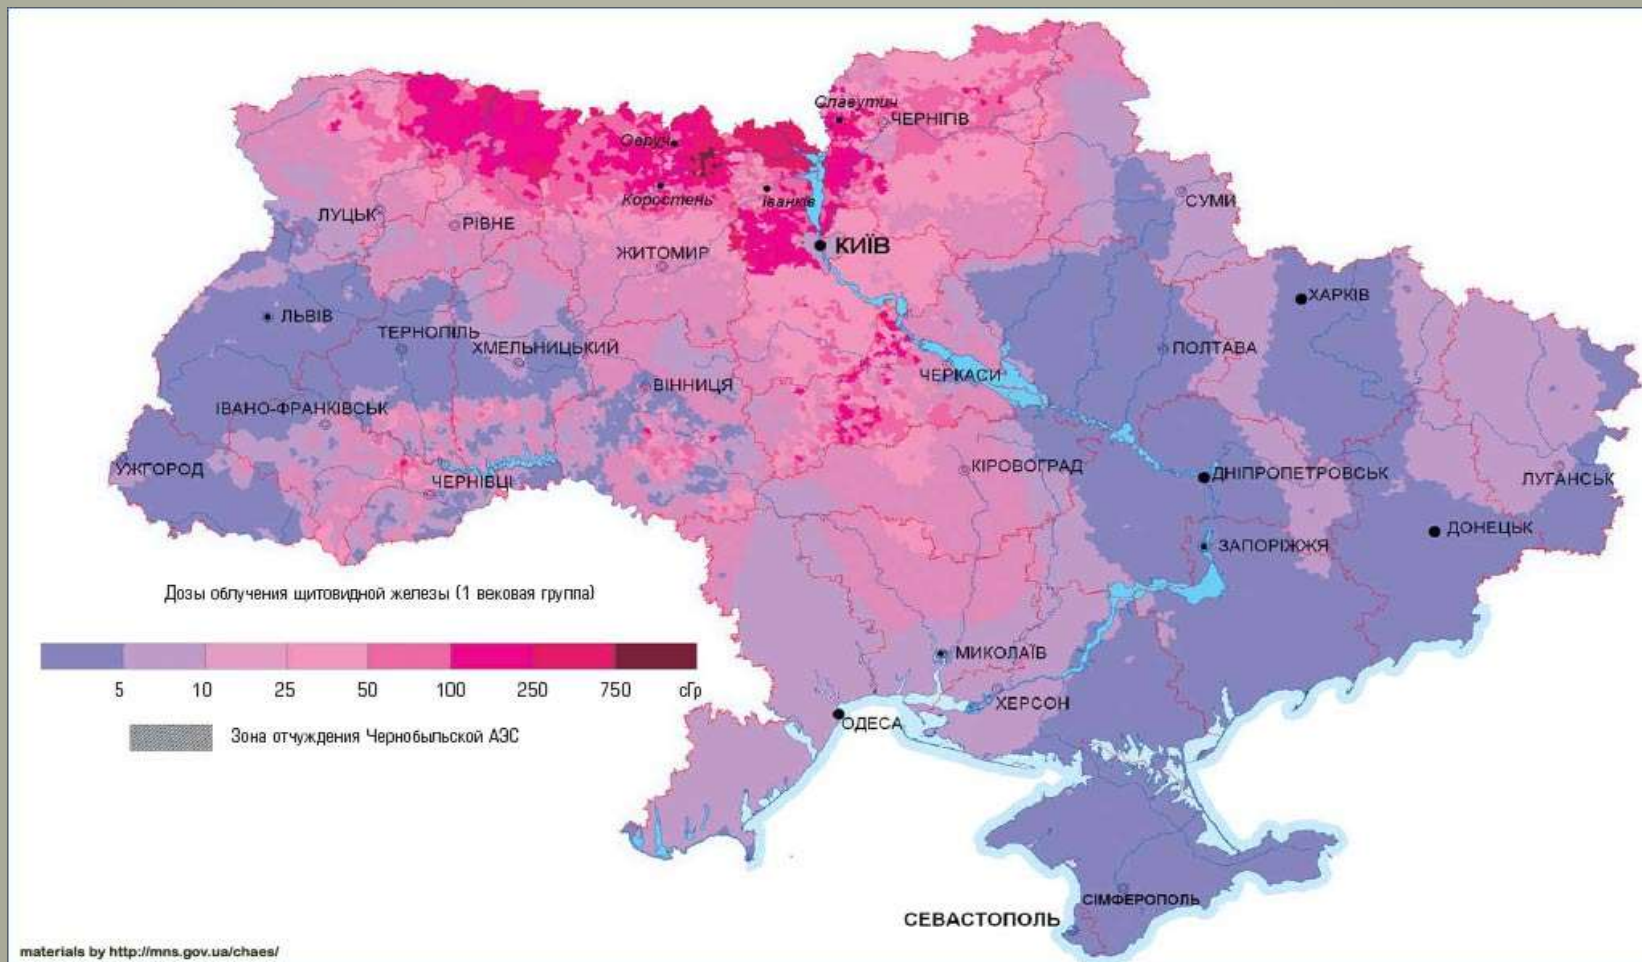 Славутич
ЧЕРНІГІВ
Овруч
Коростень
Іванків
СУМИ
ЛУЦЬК
РІВНЕ
КИЇВ
ЖИТОМИР
ХАРКІВ
ЛЬВІВ
ТЕРНОПІЛЬ
ХМЕЛЬНИЦЬКИЙ
ПОЛТАВА
ЧЕРКАСИ
ВІННИЦЯ
ІВАНО-ФРАНКІВСЬК
УЖГОРОД
КІРОВОГРАД
ДНІПРОПЕТРОВСЬК
ЛУГАНСЬК
ЧЕРНІВЦІ
ДОНЕЦЬК
ЗАПОРІЖЖЯ
Дозы облучения щитовидной железы (1 вековая группа)
5 10 25 50 100 250 750 сГр
Зона отчуждения Чернобыльской АЭС
МИКОЛАЇВ
ХЕРСОН
ОДЕСА
СІМФЕРОПОЛЬ
СЕВАСТОПОЛЬ
materials by http://mns.gov.ua/chaes/